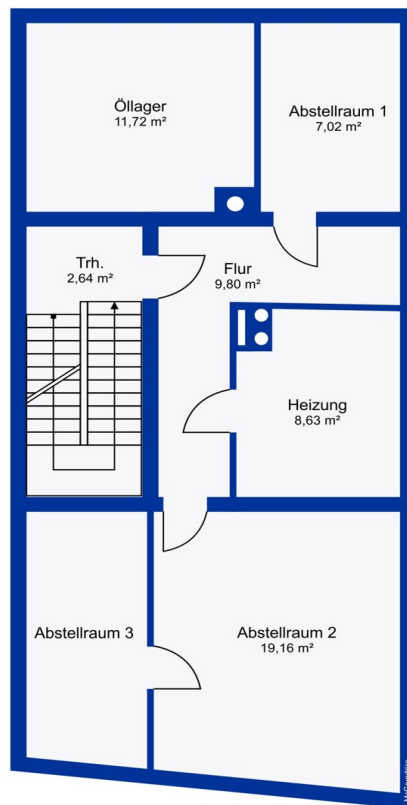 Öllager
11,72 m²
Abstellraum 1
7,02 m²
Trh.
2,64 m²
Flur
9,80 m²
Heizung
8,63 m²
Abstellraum 3
Abstellraum 2
19,16 m²